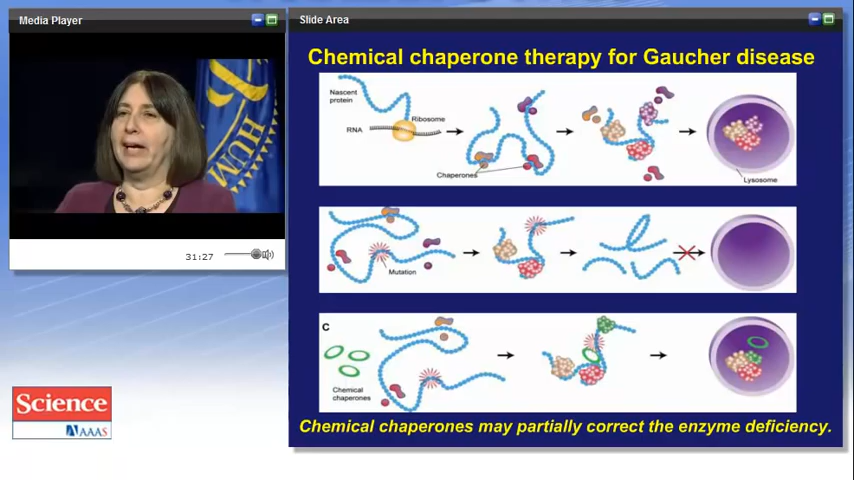 Media Player
Slide Area
Chemical chaperone therapy for Gaucher disease
Nascent
protein
Ribosome
RNA
Chaperones
Lysosome
Mutation
C
Chemical
chaperones
Chemical chaperones may partially correct the enzyme deficiency.
31:27
HUM
Science
AAAS